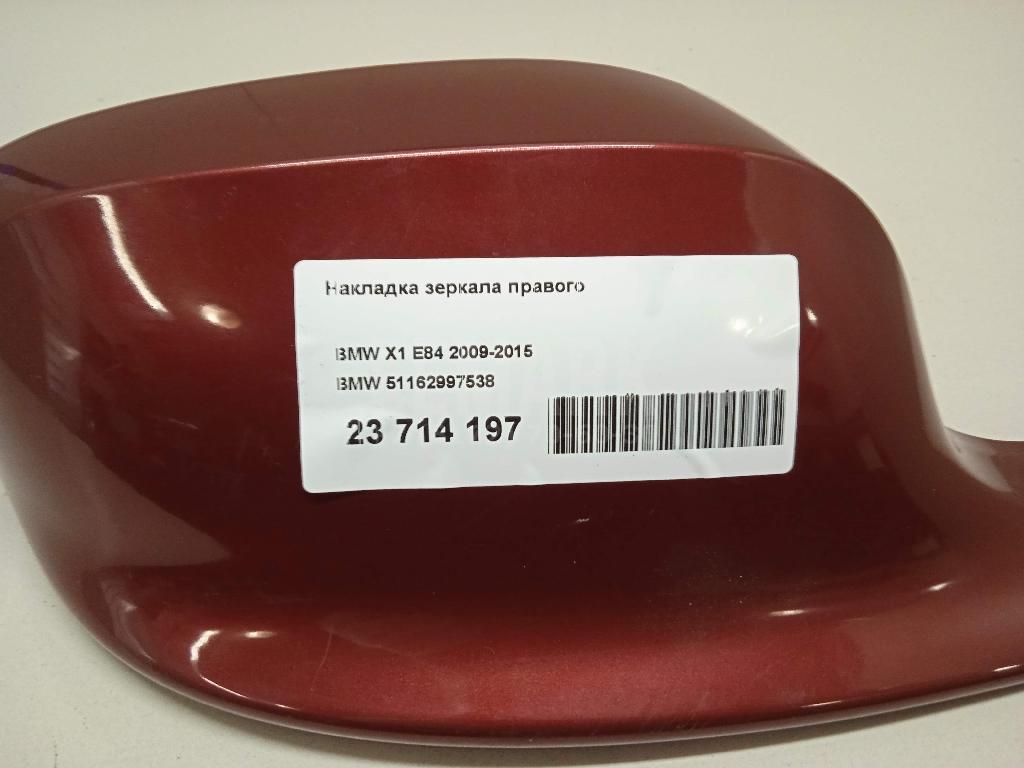 Накладка зеркала правого
BMW X1 E84 2009-2015
BMW 51162997538
23 714 197